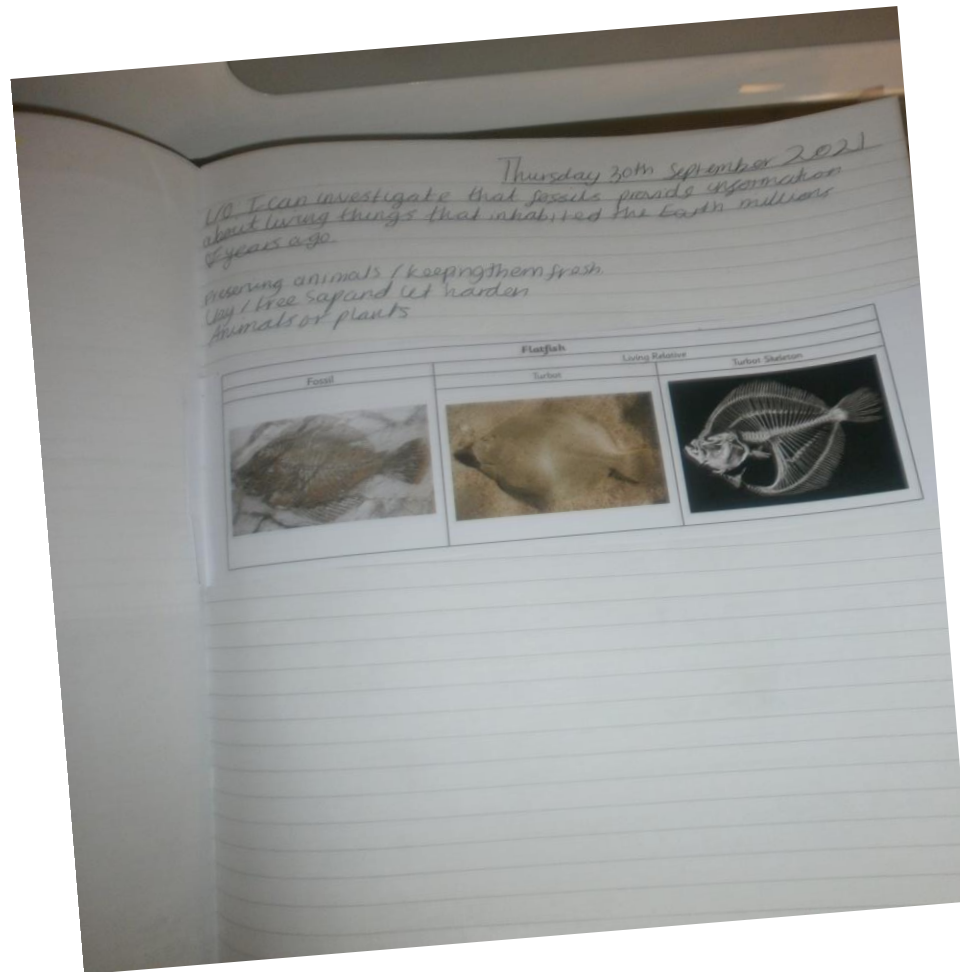 Thursday 30th September 2021
L/O I can investigate that fossils provide information
about living things that inhabited the Earth millions
of years ago.
Preserving animals / keeping them fresh
Clay / tree sap and let harden
Animals or plants
Flatfish
Living Relative
Fossil
Turbot
Turbot Skeleton